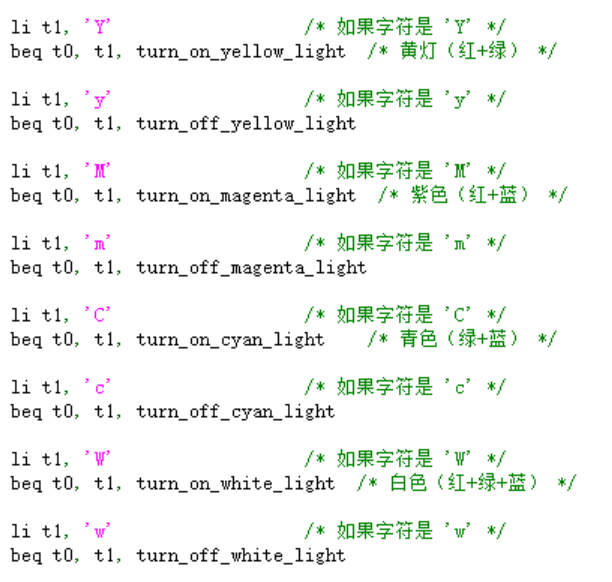 li t1, 'Y' /* 如果字符是 'Y' */
beq t0, t1, turn_on_yellow_light /* 黄灯（红+绿） */
li t1, 'y' /* 如果字符是 'y' */
beq t0, t1, turn_off_yellow_light
li t1, 'M' /* 如果字符是 'M' */
beq t0, t1, turn_on_magenta_light /* 紫色（红+蓝） */
li t1, 'm' /* 如果字符是 'm' */
beq t0, t1, turn_off_magenta_light
li t1, 'C' /* 如果字符是 'C' */
beq t0, t1, turn_on_cyan_light /* 青色（绿+蓝） */
li t1, 'c' /* 如果字符是 'c' */
beq t0, t1, turn_off_cyan_light
li t1, 'W' /* 如果字符是 'W' */
beq t0, t1, turn_on_white_light /* 白色（红+绿+蓝） */
li t1, 'w' /* 如果字符是 'w' */
beq t0, t1, turn_off_white_light